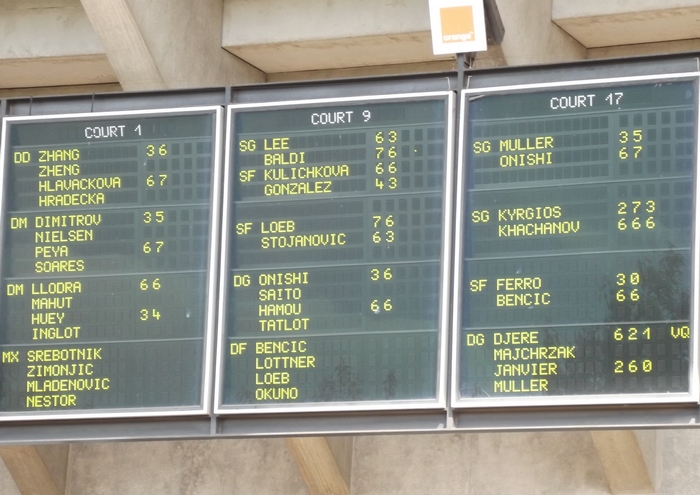 orange
COURT 1
DD ZHANG 3 6
ZHENG
HLAVACKOVA 6 7
HRADECKA
DM DIMITROV 3 5
NIELSEN
PEYA 6 7
SOARES
DM LLODRA 6 6
MAHUT
HUEY 3 4
INGLOT
MX SREBOTNIK
ZIMONJIC
MLADENOVIC
NESTOR
COURT 9
SG LEE 6 3
BALDI 7 6
SF KULICHKOVA 6 6
GONZALEZ 4 3
SF LOEB 7 6
STOJANOVIC 6 3
DG ONISHI 3 6
SAITO
HAMOU 6 6
TATLOT
DF BENCIC
LOTTNER
LOEB
OKUNO
COURT 17
SG MULLER 3 5
ONISHI 6 7
SG KYRGIOS 2 7 3
KHACHANOV 6 6 6
SF FERRO 3 0
BENCIC 6 6
DG DJERE 6 2 1 VQ
MAJCHRZAK
JANVIER 2 6 0
MULLER